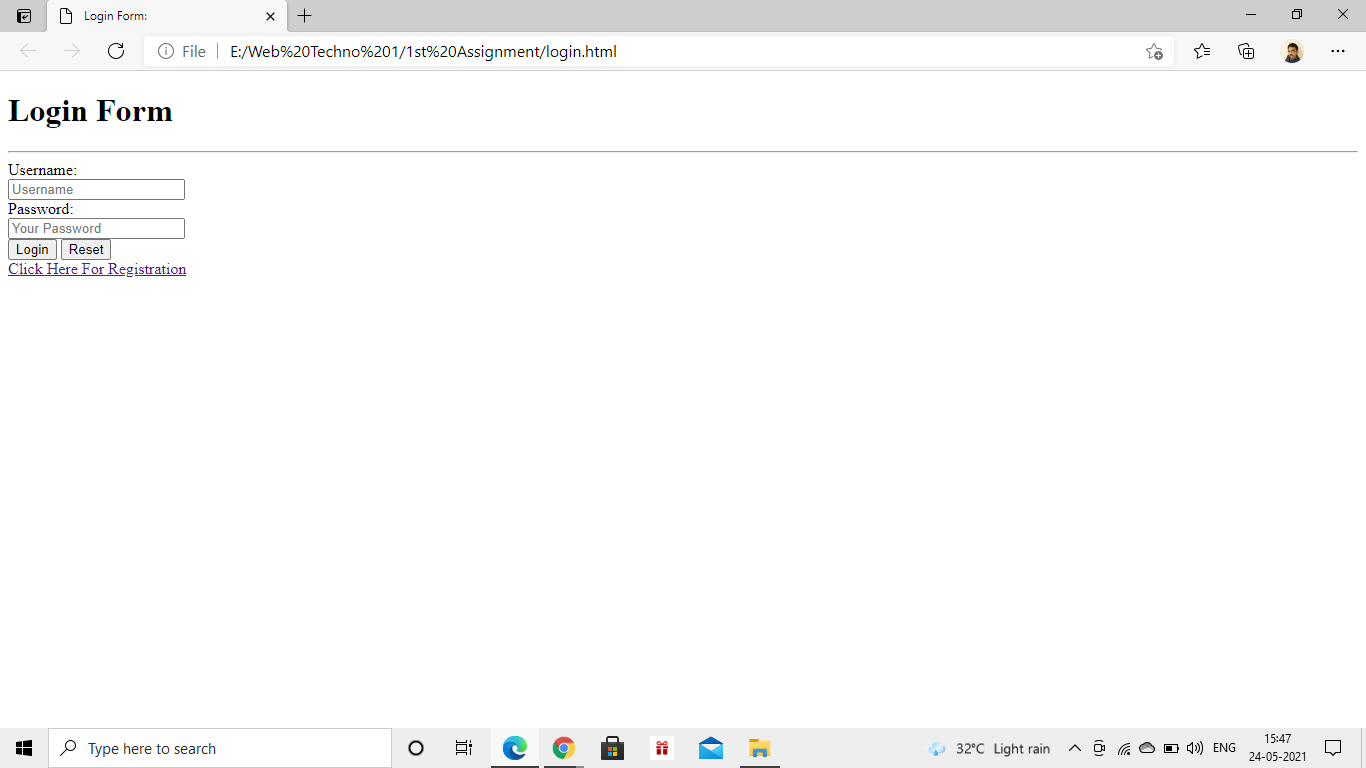 Login Form:
File
E:/Web%20Techno%201/1st%20Assignment/login.html
Login Form
Username:
Username
Password:
Your Password
Login Reset
Click Here For Registration
Type here to search
32°C Light rain
ENG
15:47
24-05-2021